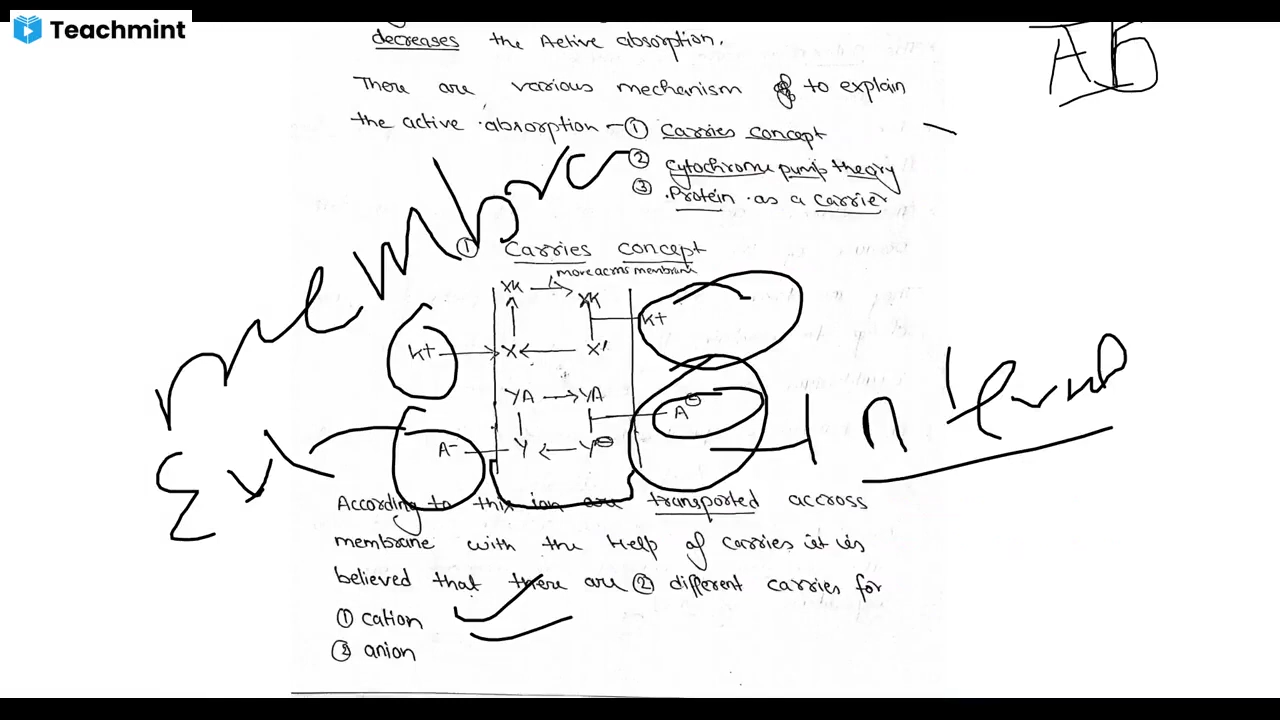 Teachmint
decreases the Active absorption.
There are various mechanism to explain
the active absorption - ① Carries concept
② cytochrome pump theory
③ Protein as a carrier
AB
membra
① Carries concept
more across membrane
XK → XK
K+ K+
X X'
YA → YA
A⊖
A- Y Y⊖
Ext
Internal
According to this ion are transported accross
membrane with the Help of carries it is
believed that there are ② different carries for
① cation
② anion